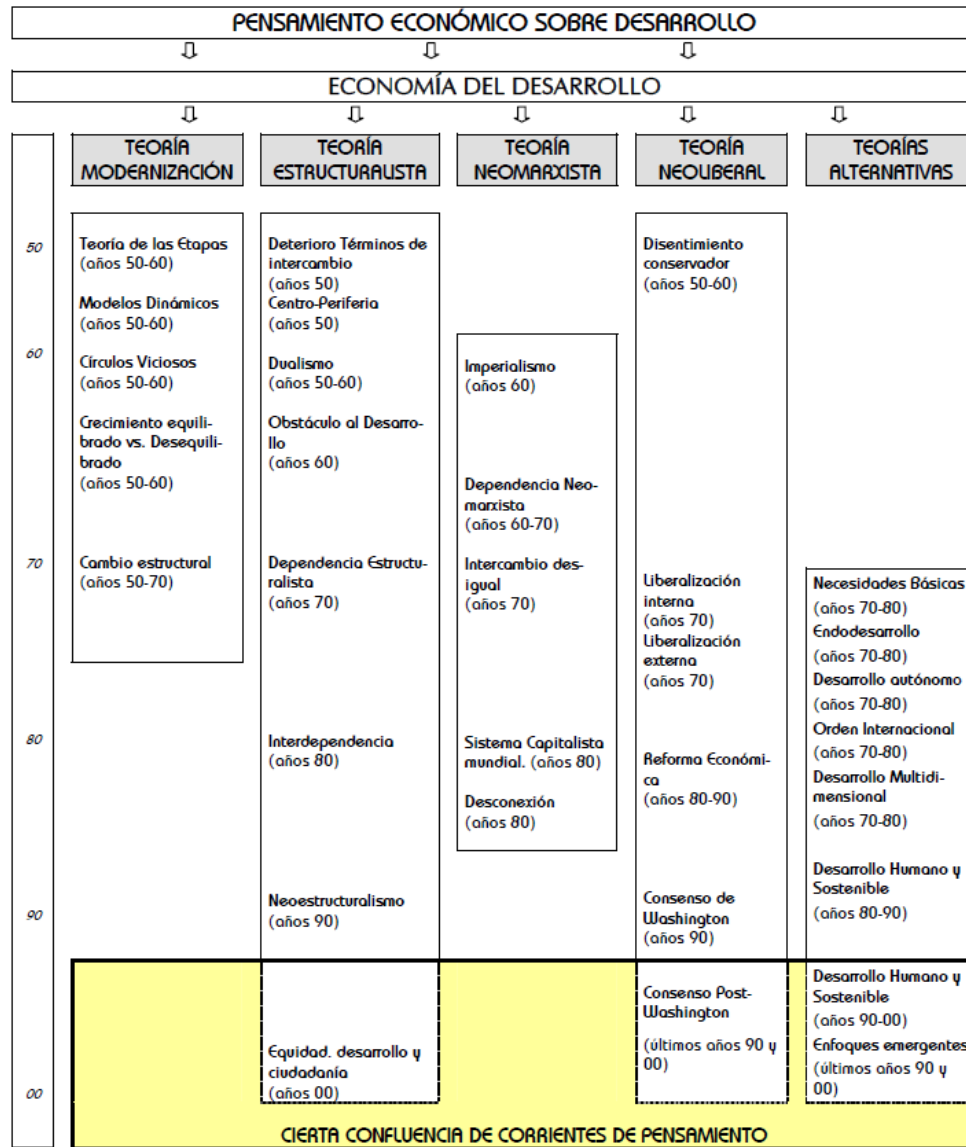 PENSAMIENTO ECONÓMICO SOBRE DESARROLLO
ECONOMÍA DEL DESARROLLO
TEORÍA
MODERNIZACIÓN
TEORÍA
ESTRUCTURALISTA
TEORÍA
NEOMARXISTA
TEORÍA
NEOLIBERAL
TEORÍAS
ALTERNATIVAS
50
60
70
80
90
00
Teoría de las Etapas
(años 50-60)
Modelos Dinámicos
(años 50-60)
Círculos Viciosos
(años 50-60)
Crecimiento equili-
brado vs. Desequili-
brado
(años 50-60)
Cambio estructural
(años 50-70)
Deterioro Términos de
intercambio
(años 50)
Centro-Periferia
(años 50)
Dualismo
(años 50-60)
Obstáculo al Desarro-
llo
(años 60)
Dependencia Estructu-
ralista
(años 70)
Interdependencia
(años 80)
Neoestructuralismo
(años 90)
Equidad. desarrollo y
ciudadanía
(años 00)
Imperialismo
(años 60)
Dependencia Neo-
marxista
(años 60-70)
Intercambio des-
igual
(años 70)
Sistema Capitalista
mundial. (años 80)
Desconexión
(años 80)
Disentimiento
conservador
(años 50-60)
Liberalización
interna
(años 70)
Liberalización
externa
(años 70)
Reforma Económi-
ca
(años 80-90)
Consenso de
Washington
(años 90)
Consenso Post-
Washington
(últimos años 90 y
00)
Necesidades Básicas
(años 70-80)
Endodesarrollo
(años 70-80)
Desarrollo autónomo
(años 70-80)
Orden Internacional
(años 70-80)
Desarrollo Multidi-
mensional
(años 70-80)
Desarrollo Humano y
Sostenible
(años 80-90)
Desarrollo Humano y
Sostenible
(años 90-00)
Enfoques emergentes
(últimos años 90 y
00)
CIERTA CONFLUENCIA DE CORRIENTES DE PENSAMIENTO